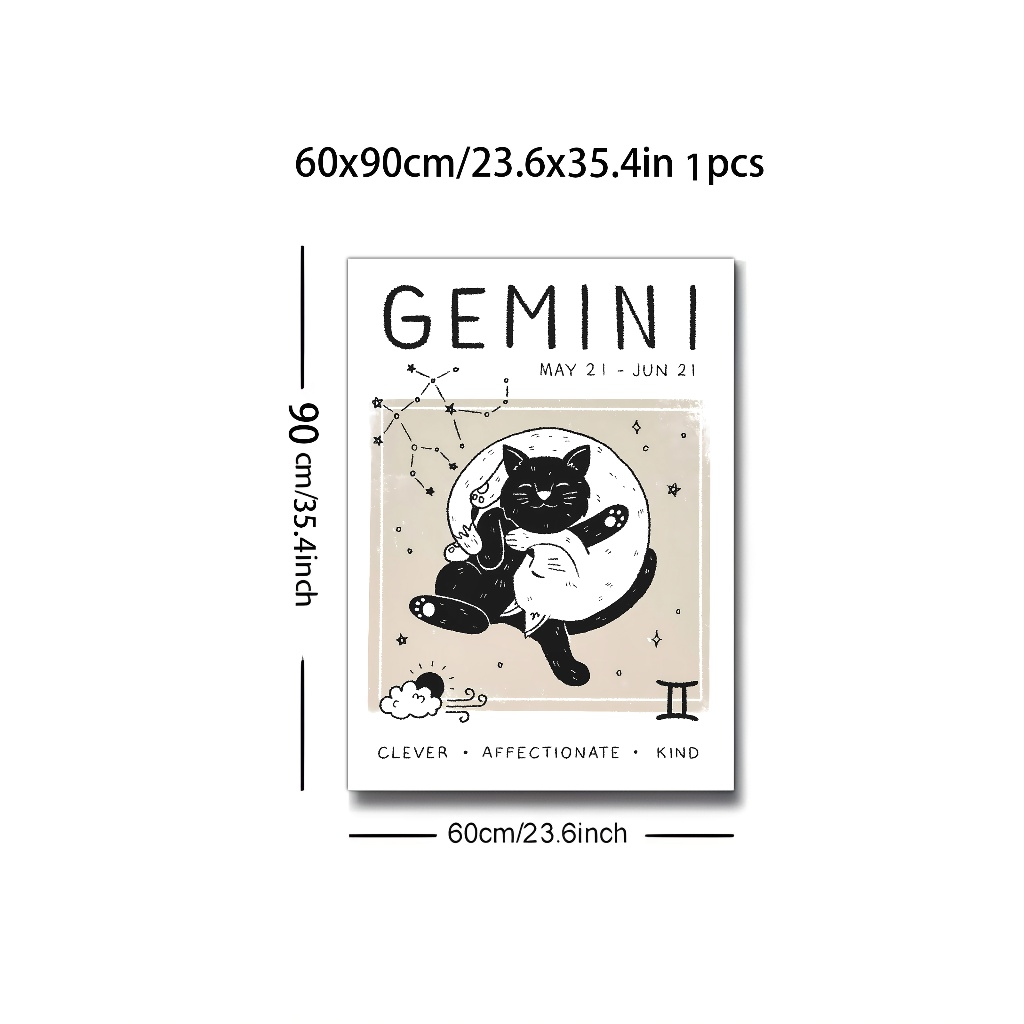 60x90cm/23.6x35.4in 1pcs
90 cm/35.4inch
GEMINI
MAY 21 - JUN 21
CLEVER • AFFECTIONATE • KIND
60cm/23.6inch